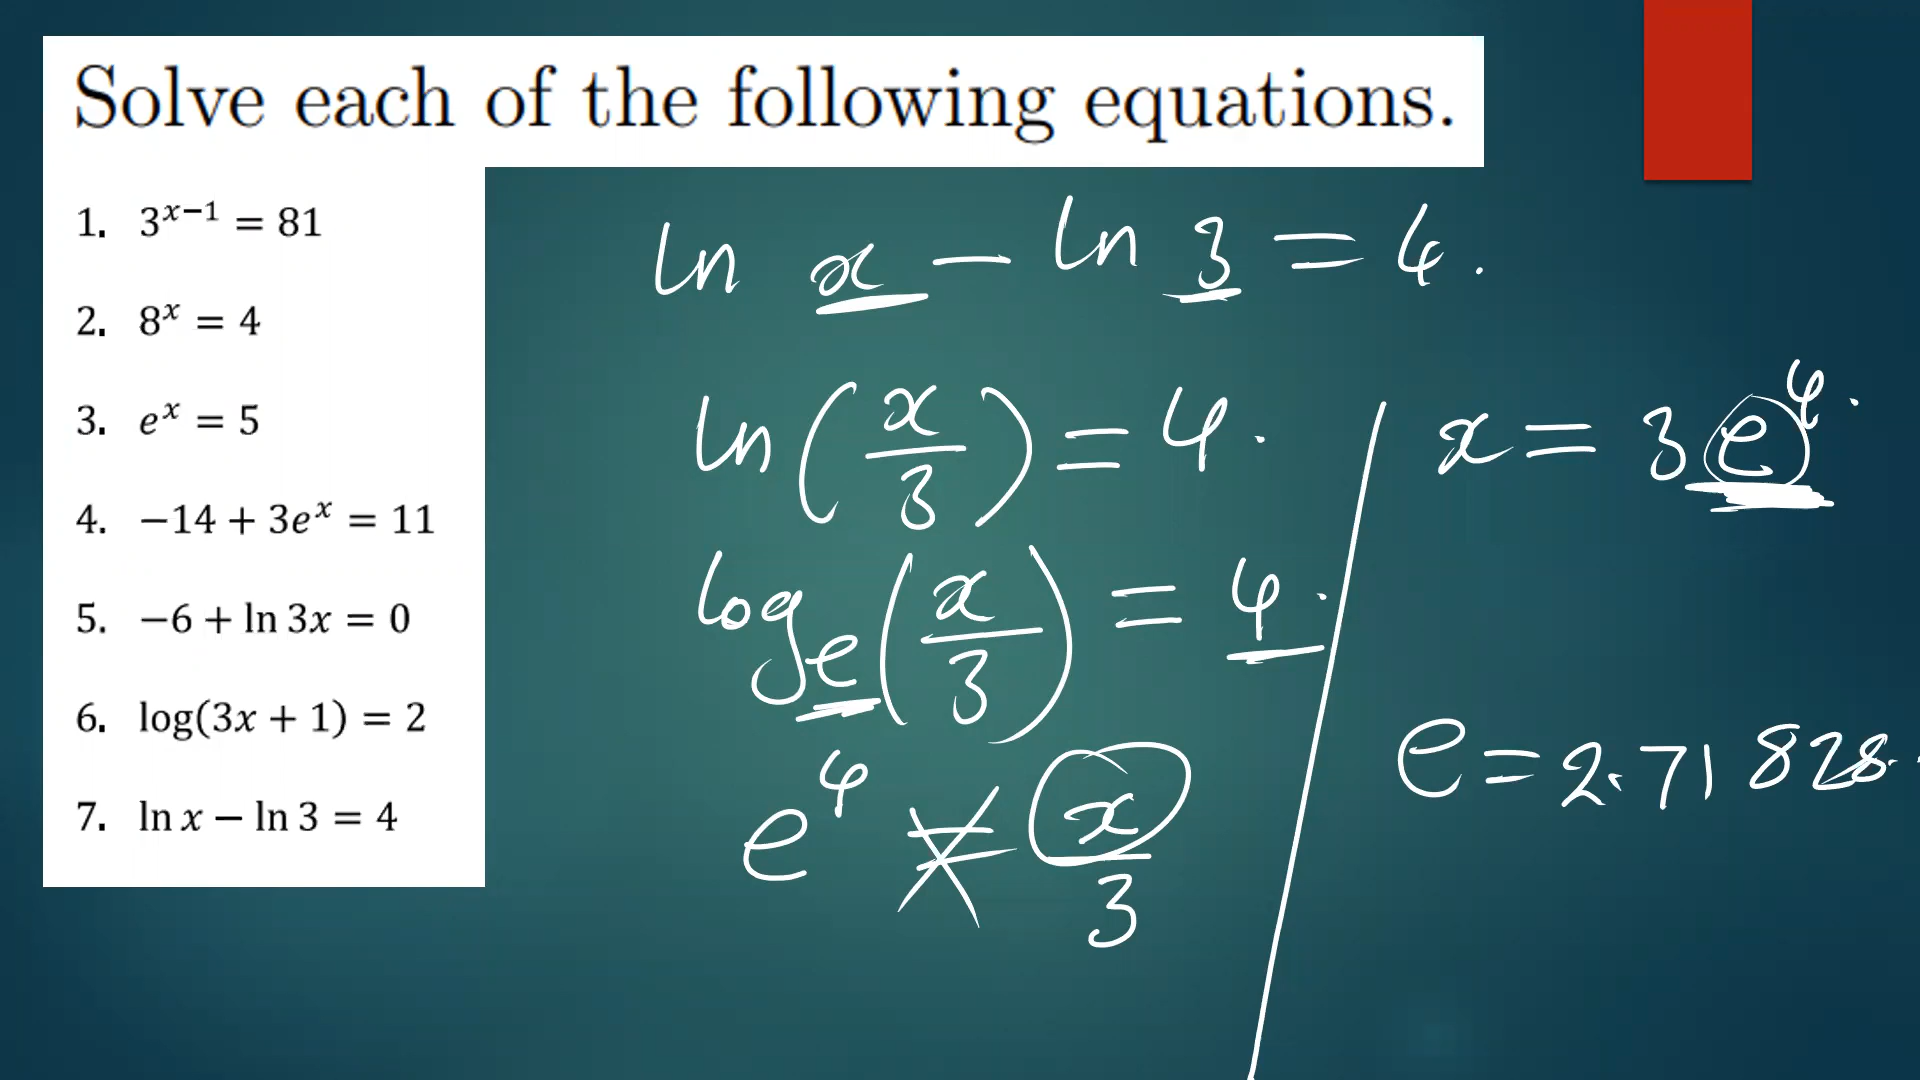 Solve each of the following equations.
1. 3^{x−1} = 81
2. 8^x = 4
3. e^x = 5
4. −14 + 3e^x = 11
5. −6 + ln 3x = 0
6. log(3x + 1) = 2
7. ln x − ln 3 = 4
ln x − ln 3 = 4.
ln(x/3) = 4.
log_e(x/3) = 4.
e^4 = x/3
x = 3e^4.
e = 2.71828..